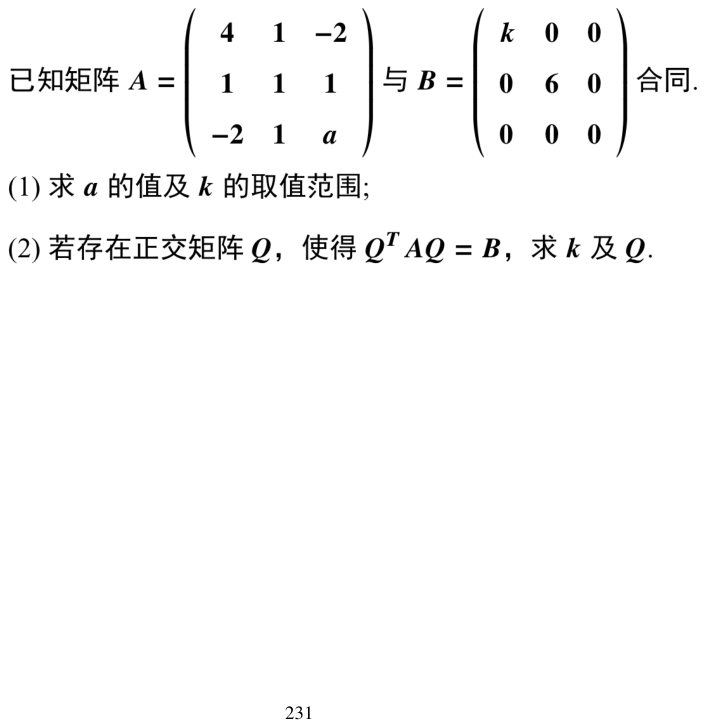 已知矩阵 A = ( 4 1 −2 ; 1 1 1 ; −2 1 a ) 与 B = ( k 0 0 ; 0 6 0 ; 0 0 0 ) 合同.
(1) 求 a 的值及 k 的取值范围;
(2) 若存在正交矩阵 Q，使得 Q^T AQ = B，求 k 及 Q.
231